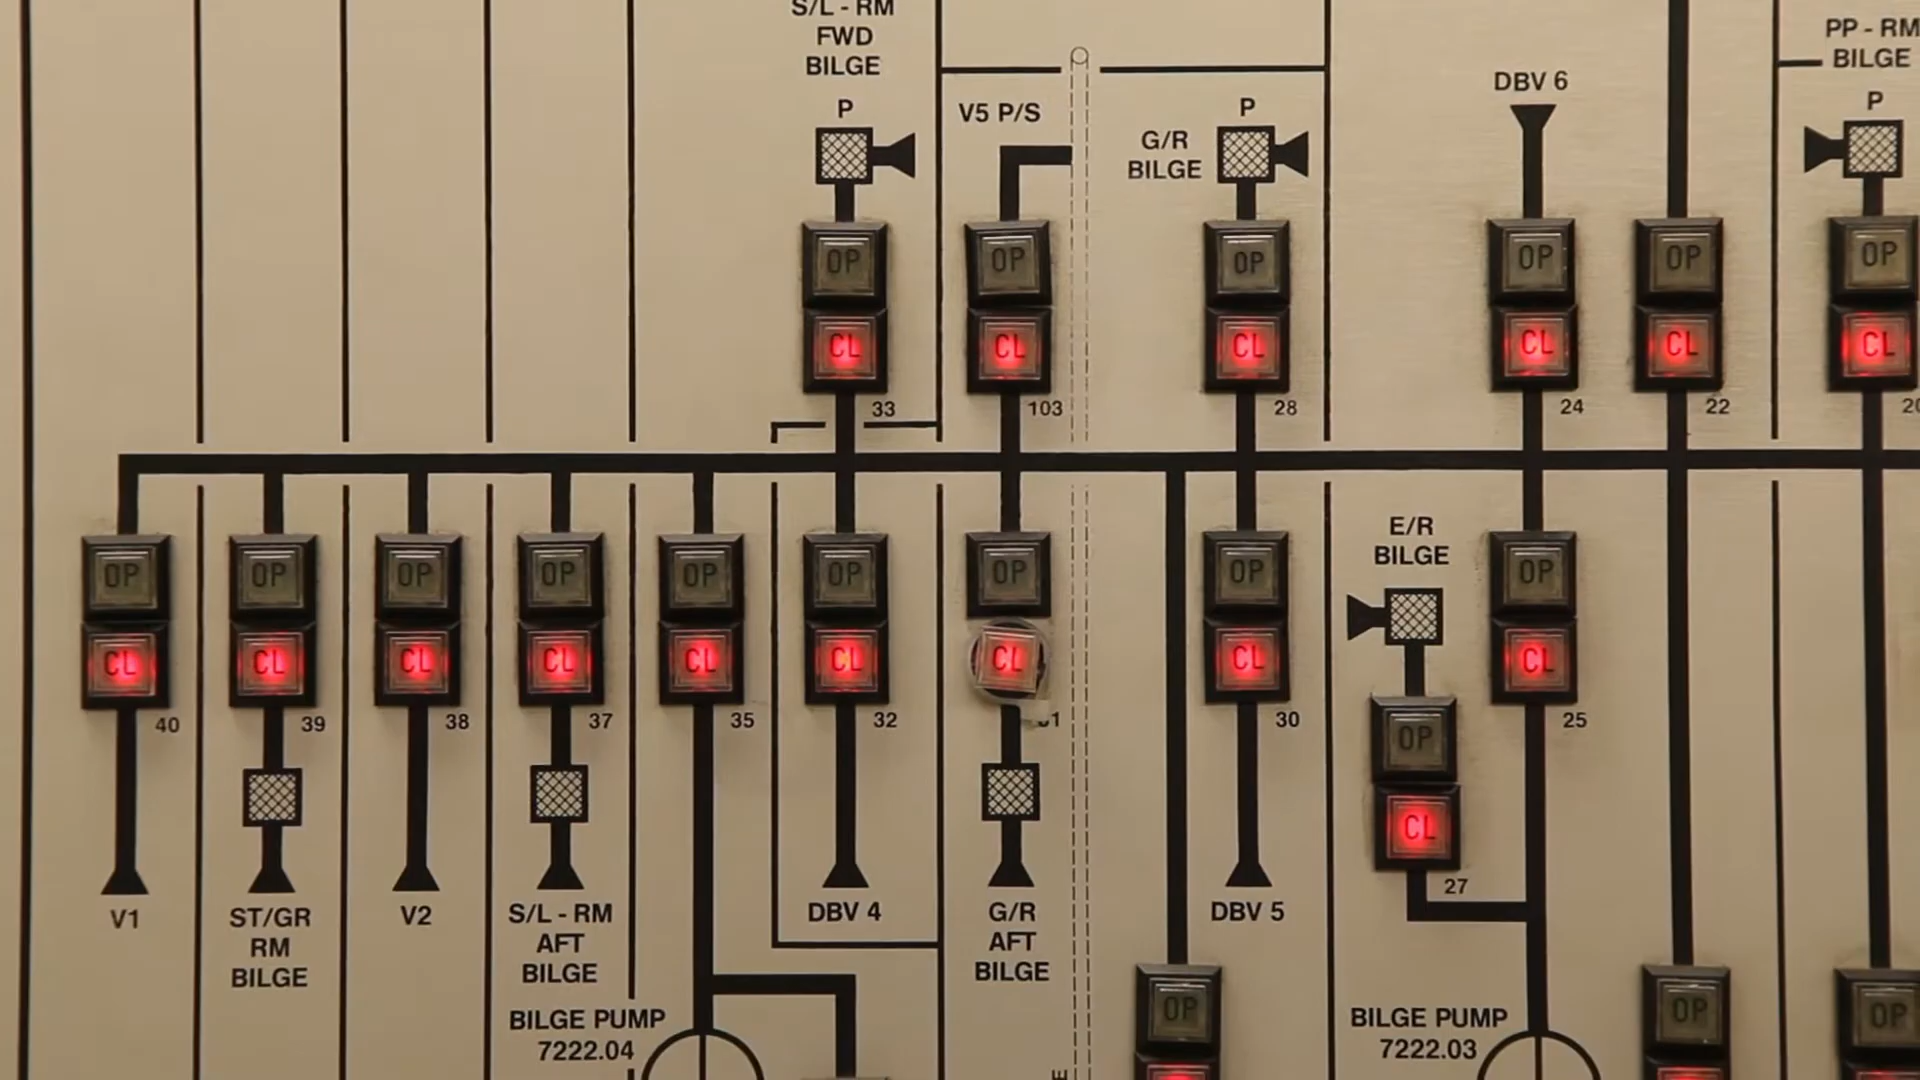 S/L - RM
FWD
BILGE
P
V5 P/S
G/R
BILGE
P
DBV 6
PP - RM
BILGE
P
OP
OP
OP
OP
OP
OP
CL
CL
CL
CL
CL
CL
33
103
28
24
22
20
OP
OP
OP
OP
OP
OP
OP
OP
OP
CL
CL
CL
CL
CL
CL
CL
CL
CL
40
39
38
37
35
32
30
25
E/R
BILGE
OP
CL
27
V1
ST/GR
RM
BILGE
V2
S/L - RM
AFT
BILGE
DBV 4
G/R
AFT
BILGE
DBV 5
BILGE PUMP
7222.04
BILGE PUMP
7222.03
OP
OP
OP